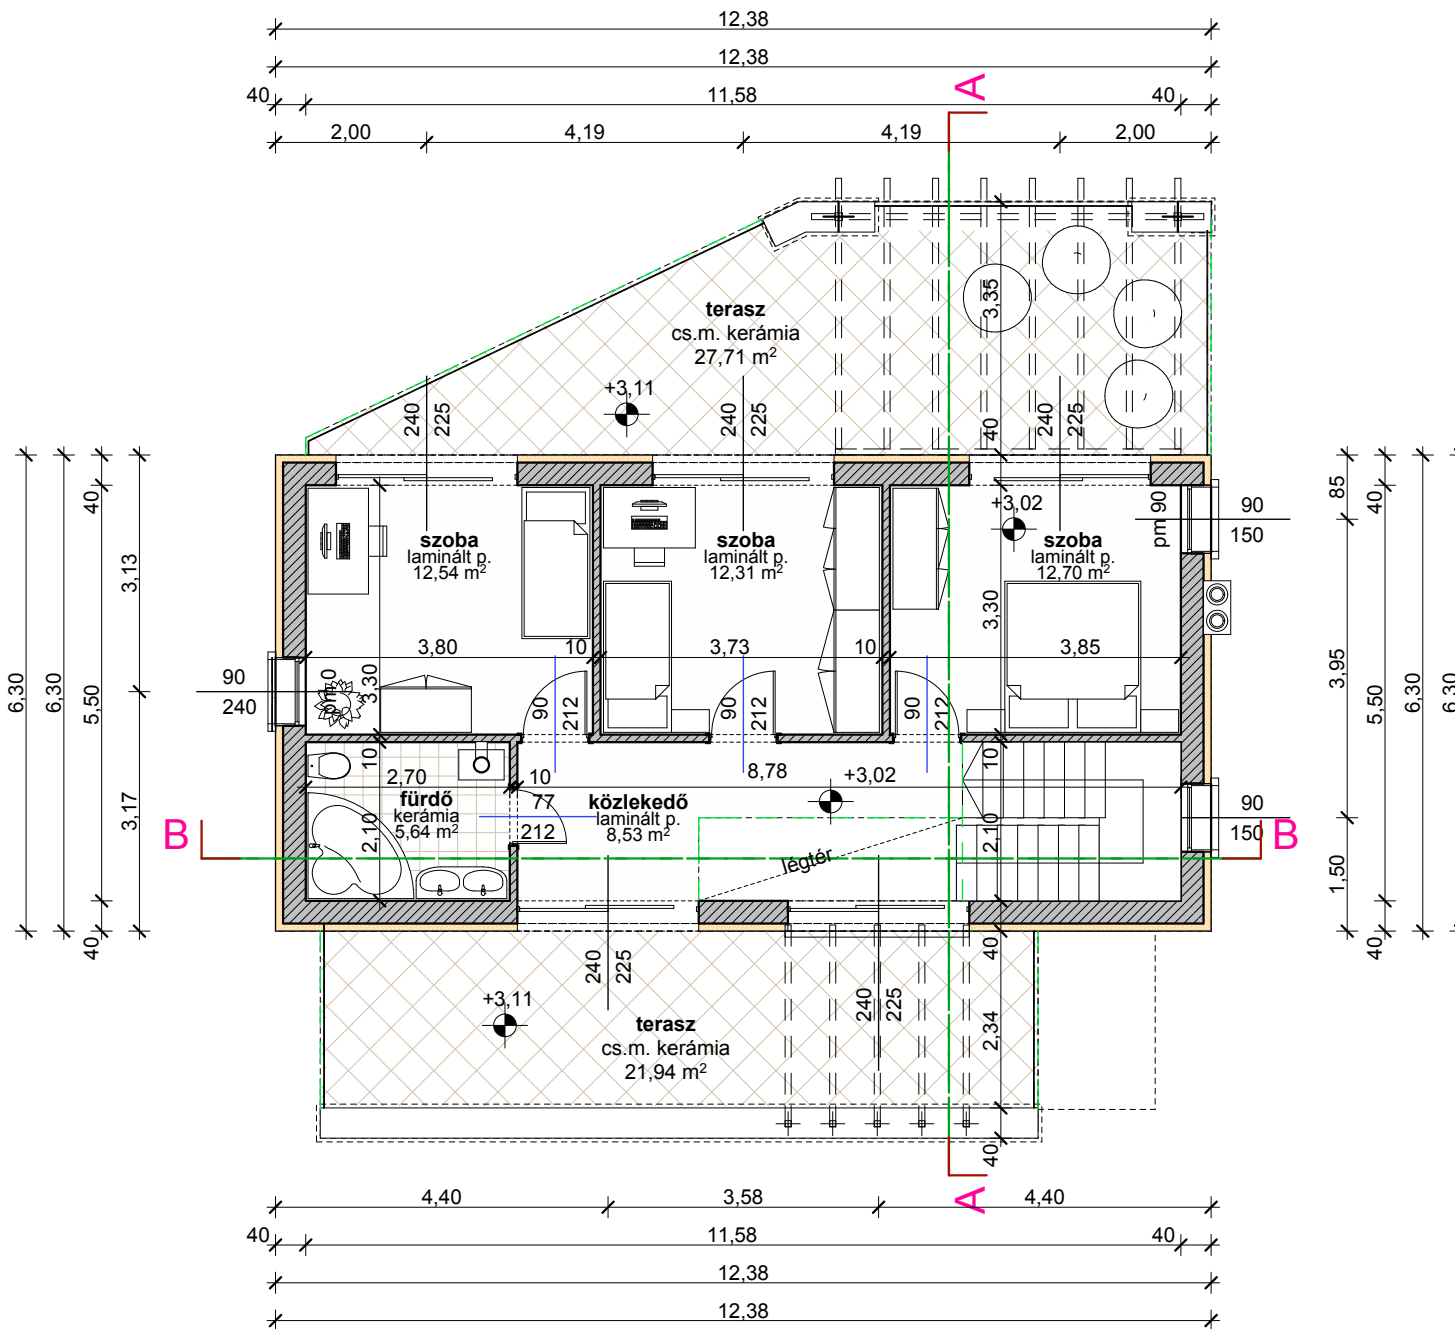 12,38
12,38
40 11,58 40
2,00 4,19 4,19 2,00
A
terasz
cs.m. kerámia
27,71 m²
3,35
+3,11
240 225
240 225
40
240 225
6,30
6,30
40
5,50
40
3,13
3,17
szoba
laminált p.
12,54 m²
szoba
laminált p.
12,31 m²
+3,02
szoba
laminált p.
12,70 m²
pm 90
90
150
85
3,95
1,50
40
5,50
40
6,30
6,30
3,30
3,80 10 3,73 10 3,85
90
240
pm 0
3,30
90 212
90 212
90 212
10
2,70
10
8,78
+3,02
10
fürdő
kerámia
5,64 m²
2,10
77
212
közlekedő
laminált p.
8,53 m²
légtér
2,10
90
150
B
B
240 225
240 225
40
+3,11
terasz
cs.m. kerámia
21,94 m²
2,34
40
A
4,40 3,58 4,40
40 11,58 40
12,38
12,38